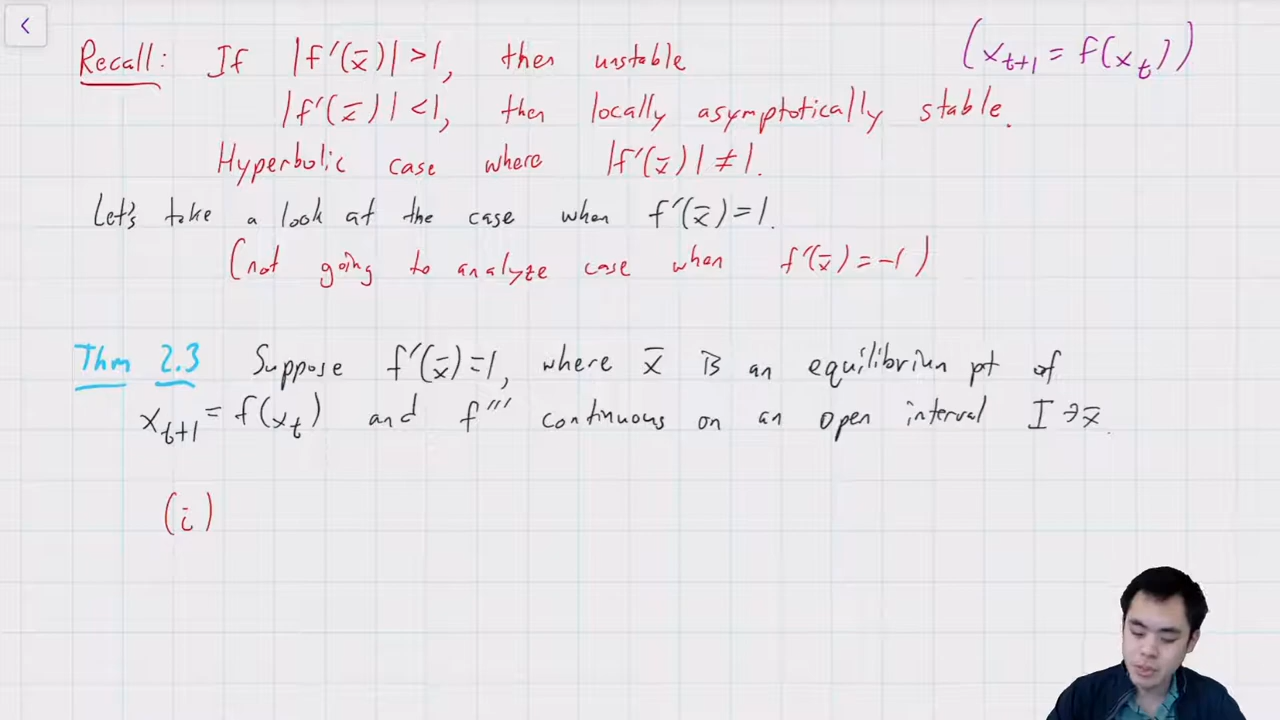 Recall: If |f'(x̄)| > 1, then unstable
(x_{t+1} = f(x_t))
|f'(x̄)| < 1, then locally asymptotically stable.
Hyperbolic case where |f'(x̄)| ≠ 1.
Let's take a look at the case when f'(x̄) = 1.
(not going to analyze case when f'(x̄) = -1)
Thm 2.3 Suppose f'(x̄) = 1, where x̄ is an equilibrium pt of
x_{t+1} = f(x_t) and f''' continuous on an open interval I ∋ x̄.
(i)